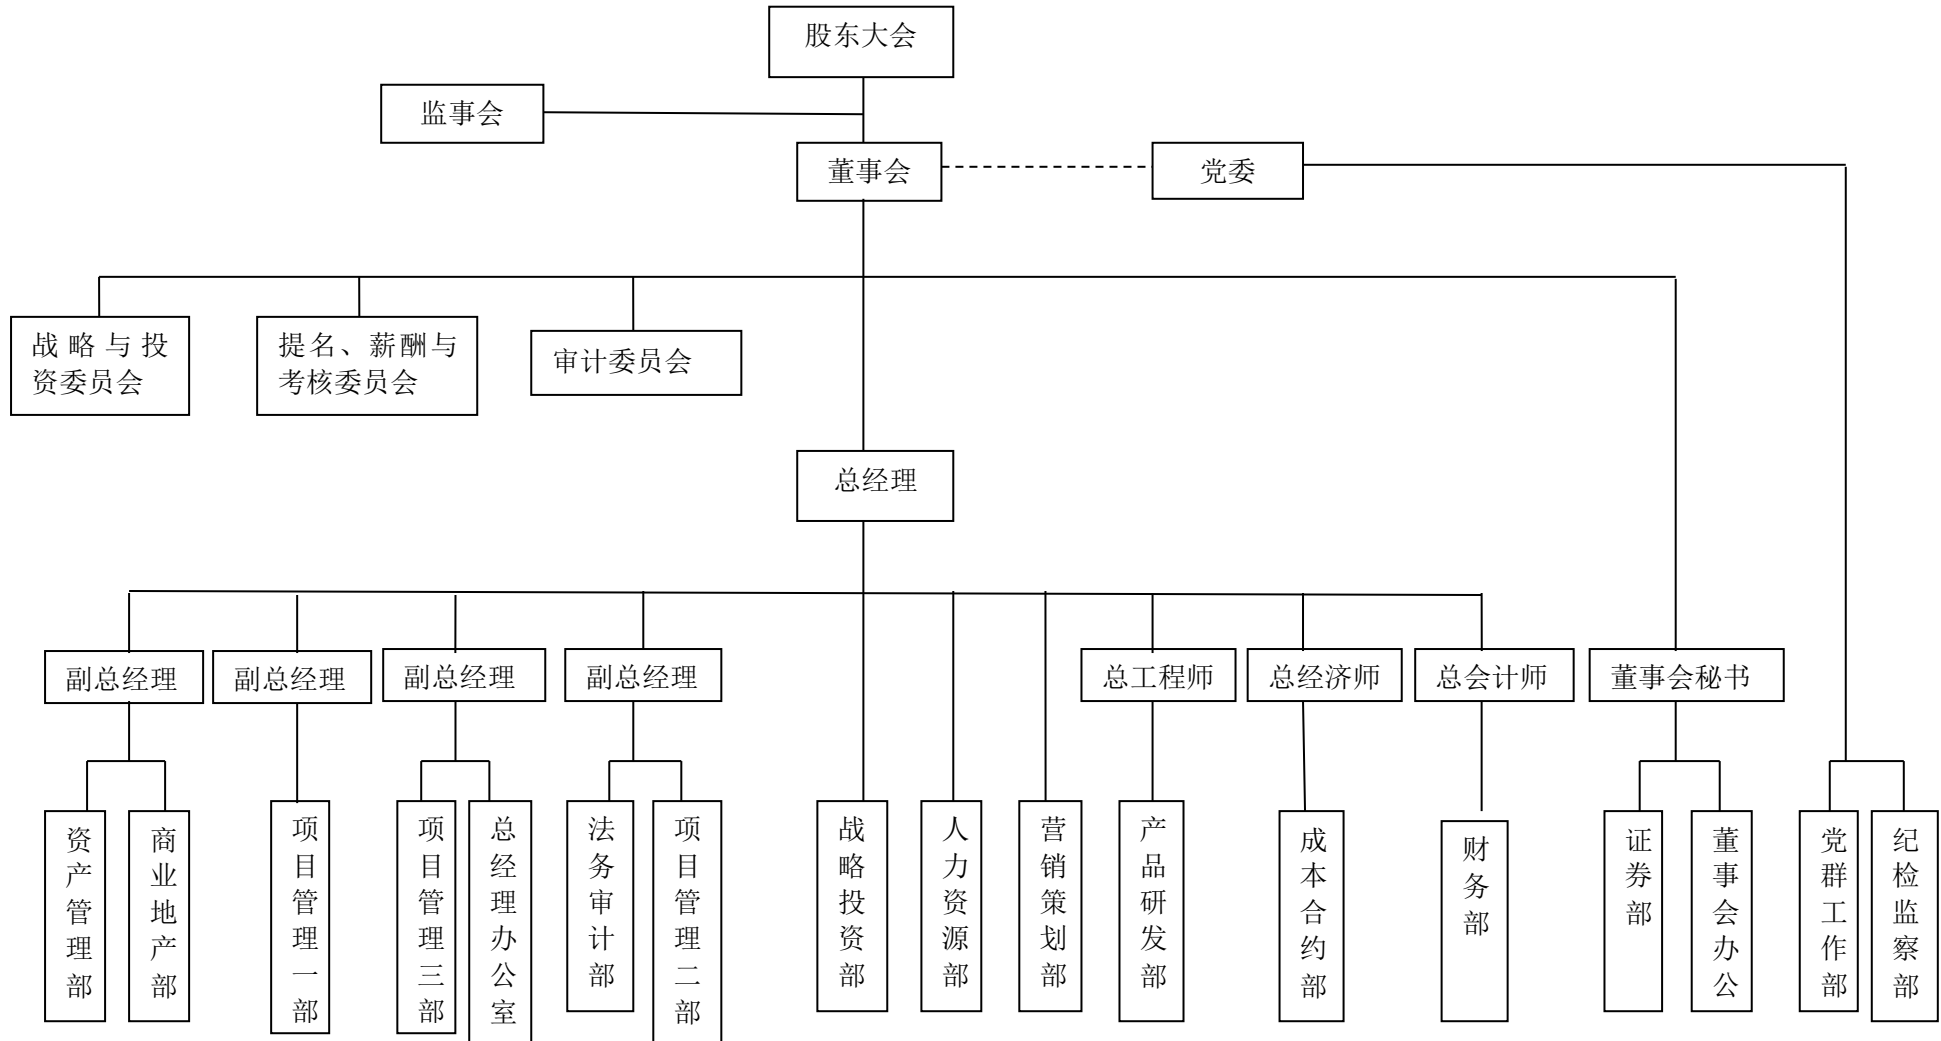 股东大会
监事会
董事会
党委
战略与投
资委员会
提名、薪酬与
考核委员会
审计委员会
总经理
副总经理
副总经理
副总经理
副总经理
总工程师
总经济师
总会计师
董事会秘书
资产管理部
商业地产部
项目管理一部
项目管理三部
总经理办公室
法务审计部
项目管理二部
战略投资部
人力资源部
营销策划部
产品研发部
成本合约部
财务部
证券部
董事会办公
党群工作部
纪检监察部